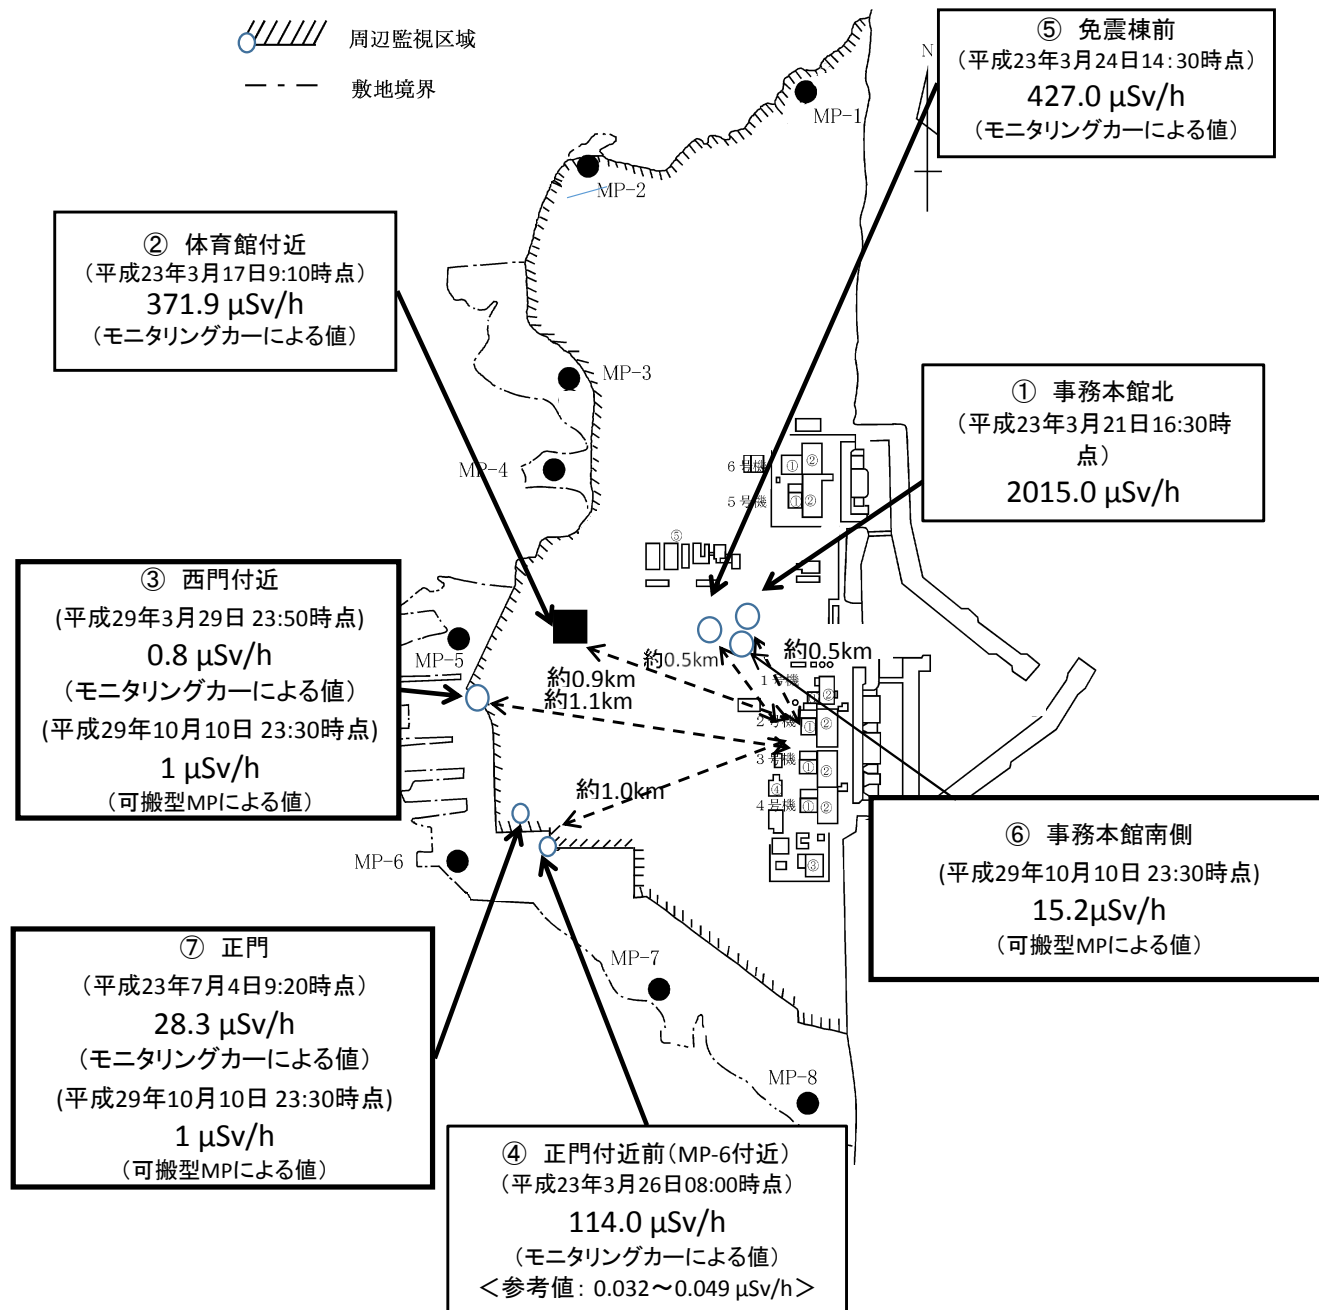 周辺監視区域
敷地境界
⑤ 免震棟前
(平成23年3月24日14:30時点)
427.0 μSv/h
(モニタリングカーによる値)
N
MP-1
MP-2
② 体育館付近
(平成23年3月17日9:10時点)
371.9 μSv/h
(モニタリングカーによる値)
MP-3
① 事務本館北
(平成23年3月21日16:30時
点)
2015.0 μSv/h
MP-4
6号機
①
②
5号機
①
②
⑤
③ 西門付近
(平成29年3月29日 23:50時点)
0.8 μSv/h
(モニタリングカーによる値)
(平成29年10月10日 23:30時点)
1 μSv/h
(可搬型MPによる値)
MP-5
約0.5km
約0.5km
約0.9km
約1.1km
1号機
②
2号機
①
②
3号機
①
②
約1.0km
④
4号機
①
②
③
MP-6
⑥ 事務本館南側
(平成29年10月10日 23:30時点)
15.2μSv/h
(可搬型MPによる値)
⑦ 正門
(平成23年7月4日9:20時点)
28.3 μSv/h
(モニタリングカーによる値)
(平成29年10月10日 23:30時点)
1 μSv/h
(可搬型MPによる値)
MP-7
MP-8
④ 正門付近前(MP-6付近)
(平成23年3月26日08:00時点)
114.0 μSv/h
(モニタリングカーによる値)
<参考値: 0.032~0.049 μSv/h>